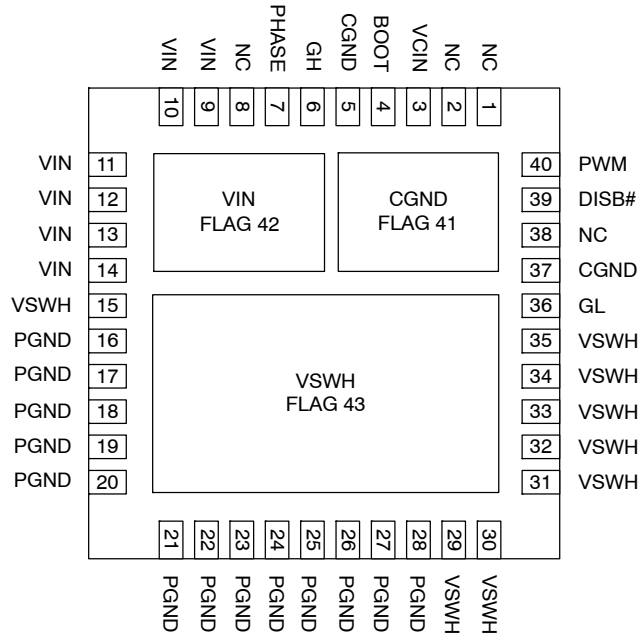 VIN
VIN
NC
PHASE
GH
CGND
BOOT
VCIN
NC
NC
10
9
8
7
6
5
4
3
2
1
VIN 11
VIN 12
VIN 13
VIN 14
VSWH 15
PGND 16
PGND 17
PGND 18
PGND 19
PGND 20
VIN
FLAG 42
CGND
FLAG 41
VSWH
FLAG 43
40 PWM
39 DISB#
38 NC
37 CGND
36 GL
35 VSWH
34 VSWH
33 VSWH
32 VSWH
31 VSWH
21
22
23
24
25
26
27
28
29
30
PGND
PGND
PGND
PGND
PGND
PGND
PGND
PGND
VSWH
VSWH